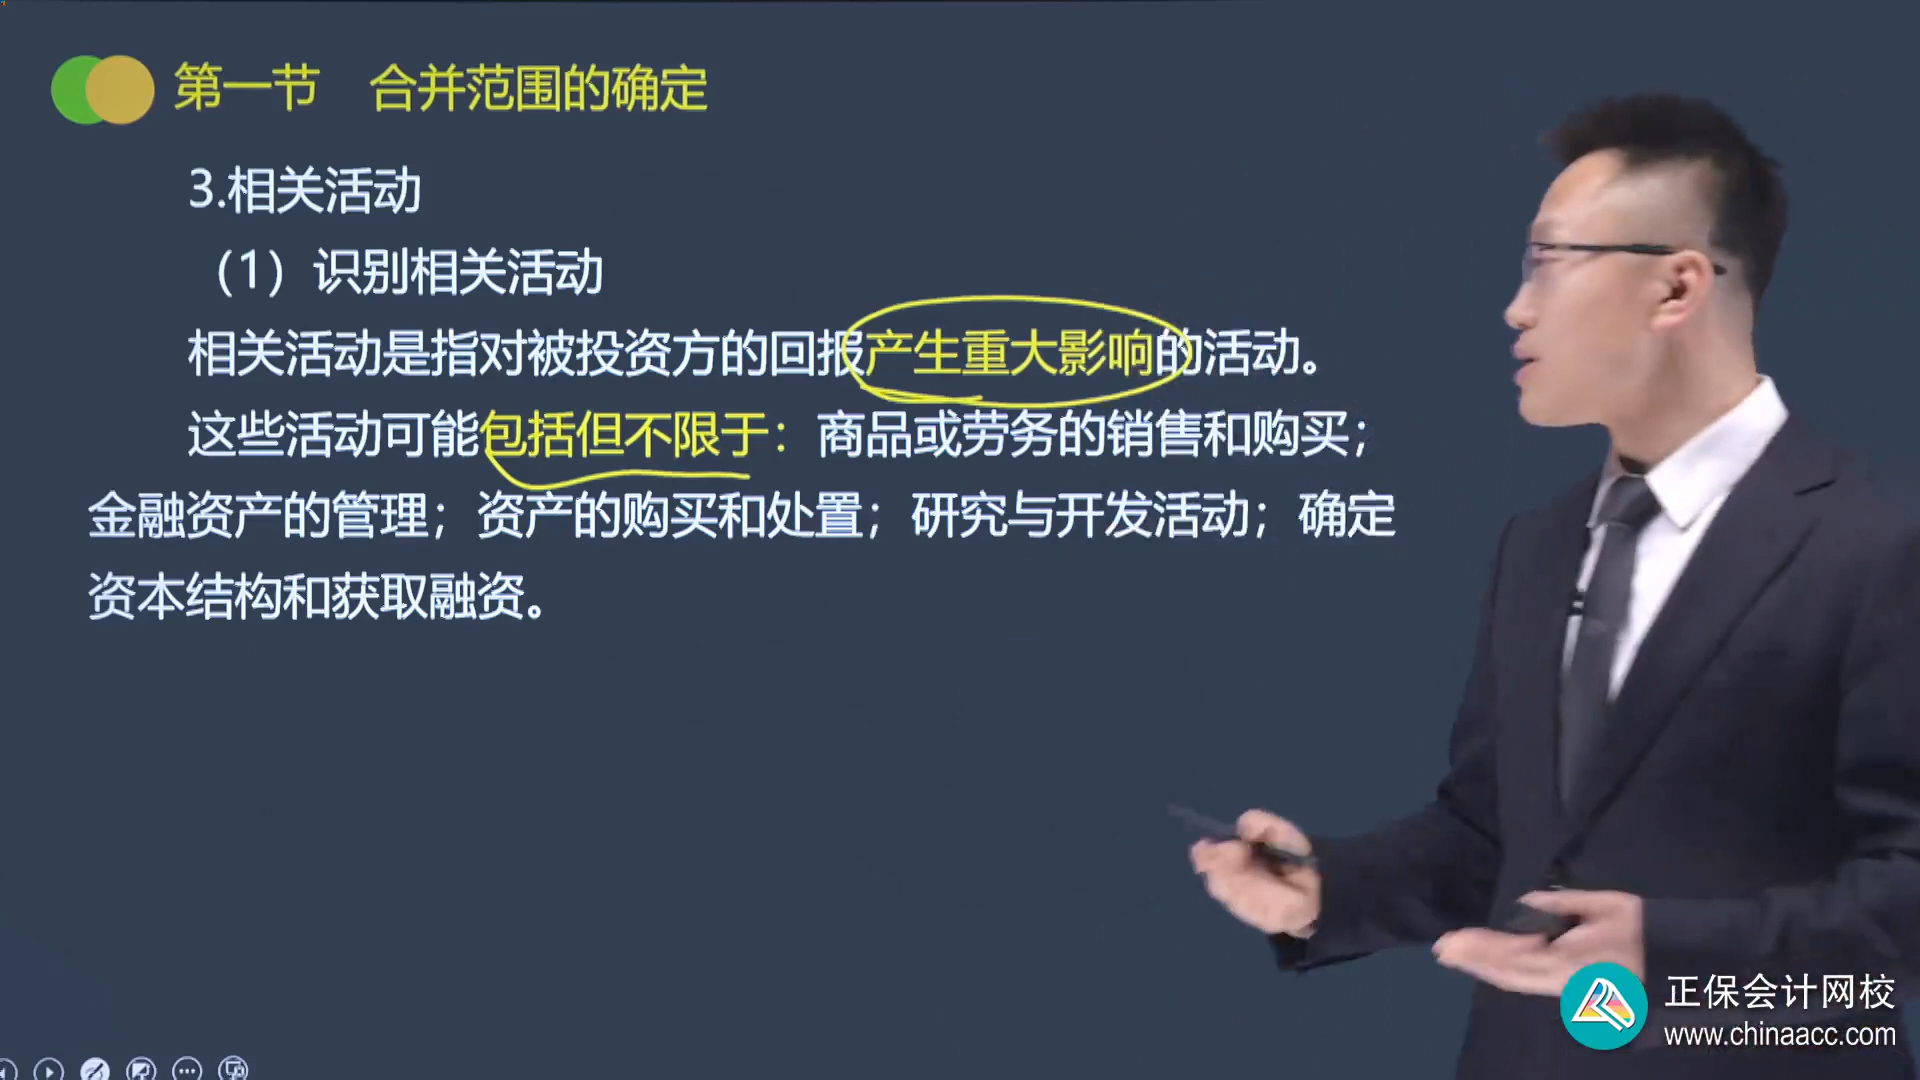 第一节 合并范围的确定
3.相关活动
（1）识别相关活动
相关活动是指对被投资方的回报产生重大影响的活动。
这些活动可能包括但不限于：商品或劳务的销售和购买；
金融资产的管理；资产的购买和处置；研究与开发活动；确定
资本结构和获取融资。
正保会计网校
www.chinaacc.com